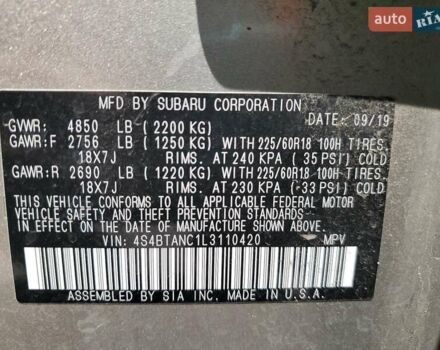 auto RIA
MFD BY SUBARU CORPORATION
GVWR: 4850 LB (2200 KG) DATE: 09/19
GAWR:F 2756 LB (1250 KG) WITH 225/60R18 100H TIRES,
18X7J RIMS, AT 240 KPA (35 PSI) COLD
GAWR:R 2690 LB (1220 KG) WITH 225/60R18 100H TIRES,
18X7J RIMS, AT 230 KPA (33 PSI) COLD
THIS VEHICLE CONFORMS TO ALL APPLICABLE FEDERAL MOTOR
VEHICLE SAFETY AND THEFT PREVENTION STANDARDS
IN EFFECT ON THE DATE OF MANUFACTURE SHOWN ABOVE.
VIN: 4S4BTANC1L3110420 MPV
ASSEMBLED BY SIA INC. MADE IN U.S.A.